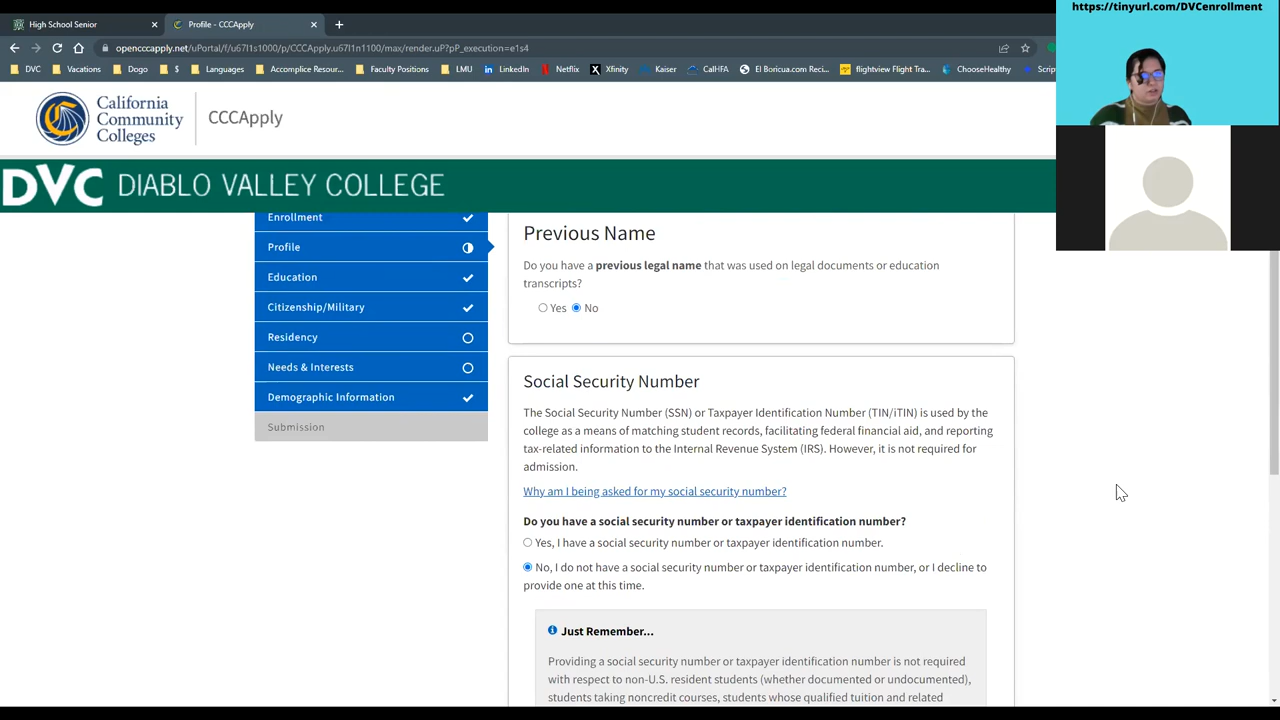 https://tinyurl.com/DVCenrollment
High School Senior
Profile - CCCApply
opencccapply.net/uPortal/f/u67l1s1000/p/CCCApply.u67l1n1100/max/render.uP?pP_execution=e1s4
DVC Vacations Dogo $ Languages Accomplice Resour... Faculty Positions LMU LinkedIn Netflix Xfinity Kaiser CalHFA El Boricua.com Reci... flightview Flight Tra... ChooseHealthy Scrip
California
Community
Colleges
CCCApply
DVC DIABLO VALLEY COLLEGE
Enrollment
Profile
Education
Citizenship/Military
Residency
Needs & Interests
Demographic Information
Submission
Previous Name
Do you have a previous legal name that was used on legal documents or education
transcripts?
Yes No
Social Security Number
The Social Security Number (SSN) or Taxpayer Identification Number (TIN/iTIN) is used by the
college as a means of matching student records, facilitating federal financial aid, and reporting
tax-related information to the Internal Revenue System (IRS). However, it is not required for
admission.
Why am I being asked for my social security number?
Do you have a social security number or taxpayer identification number?
Yes, I have a social security number or taxpayer identification number.
No, I do not have a social security number or taxpayer identification number, or I decline to
provide one at this time.
Just Remember...
Providing a social security number or taxpayer identification number is not required
with respect to non-U.S. resident students (whether documented or undocumented),
students taking noncredit courses, students whose qualified tuition and related